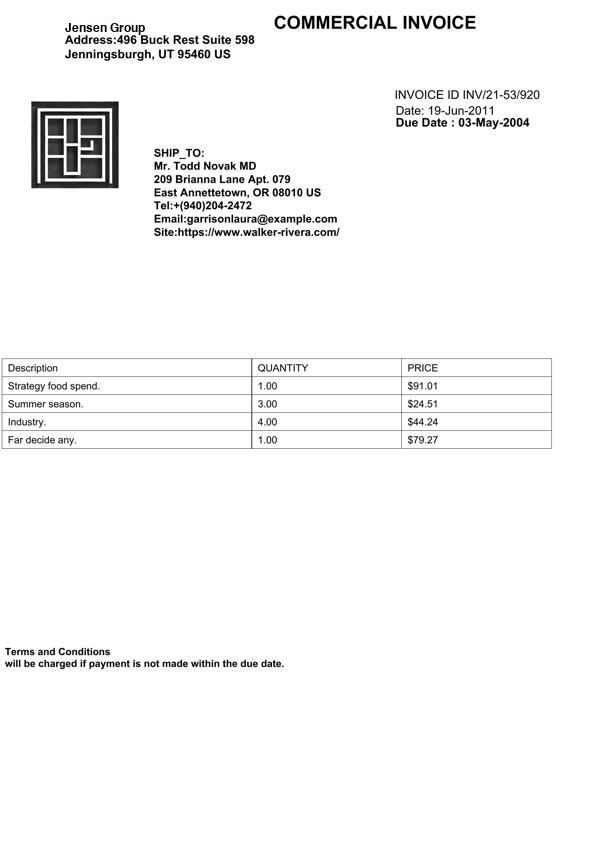 COMMERCIAL INVOICE
Jensen Group
Address:496 Buck Rest Suite 598
Jenningsburgh, UT 95460 US
INVOICE ID INV/21-53/920
Date: 19-Jun-2011
Due Date : 03-May-2004
SHIP_TO:
Mr. Todd Novak MD
209 Brianna Lane Apt. 079
East Annettetown, OR 08010 US
Tel:+(940)204-2472
Email:garrisonlaura@example.com
Site:https://www.walker-rivera.com/
Description QUANTITY PRICE
Strategy food spend. 1.00 $91.01
Summer season. 3.00 $24.51
Industry. 4.00 $44.24
Far decide any. 1.00 $79.27
Terms and Conditions
will be charged if payment is not made within the due date.